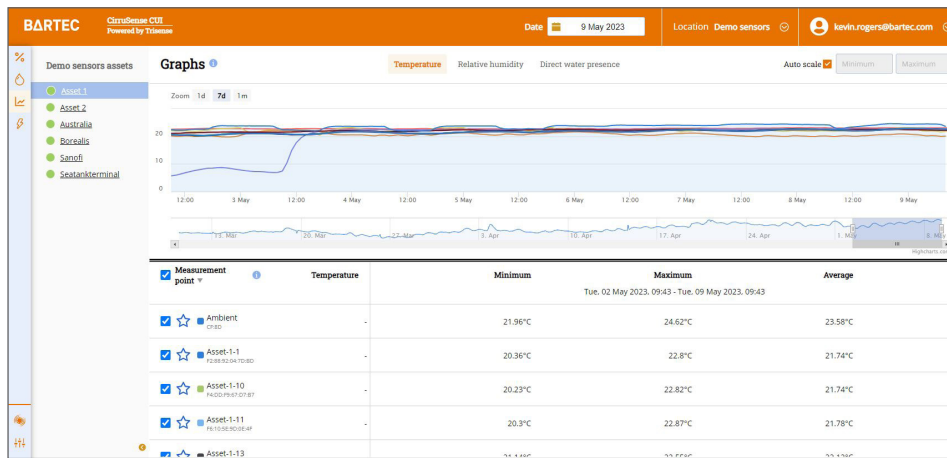 BARTEC
CirruSense CUI
Powered by Trisense
Date 9 May 2023
Location Demo sensors
kevin.rogers@bartec.com
Demo sensors assets
Asset 1
Asset 2
Australia
Borealis
Sanofi
Seatankterminal
Graphs
Temperature Relative humidity Direct water presence
Auto scale Minimum Maximum
Zoom 1d 7d 1m
20
10
0
12:00 3 May 12:00 4 May 12:00 5 May 12:00 6 May 12:00 7 May 12:00 8 May 12:00 9 May
13. Mar 20. Mar 27. Mar 3. Apr 10. Apr 17. Apr 24. Apr 1. May 8. May
Measurement point Temperature Minimum Maximum Average
Tue, 02 May 2023, 09:43 - Tue, 09 May 2023, 09:43
Ambient - 21.96°C 24.62°C 23.58°C
Asset-1-1 - 20.36°C 22.8°C 21.74°C
Asset-1-10 - 20.23°C 22.82°C 21.74°C
Asset-1-11 - 20.3°C 22.87°C 21.78°C
Asset-1-13